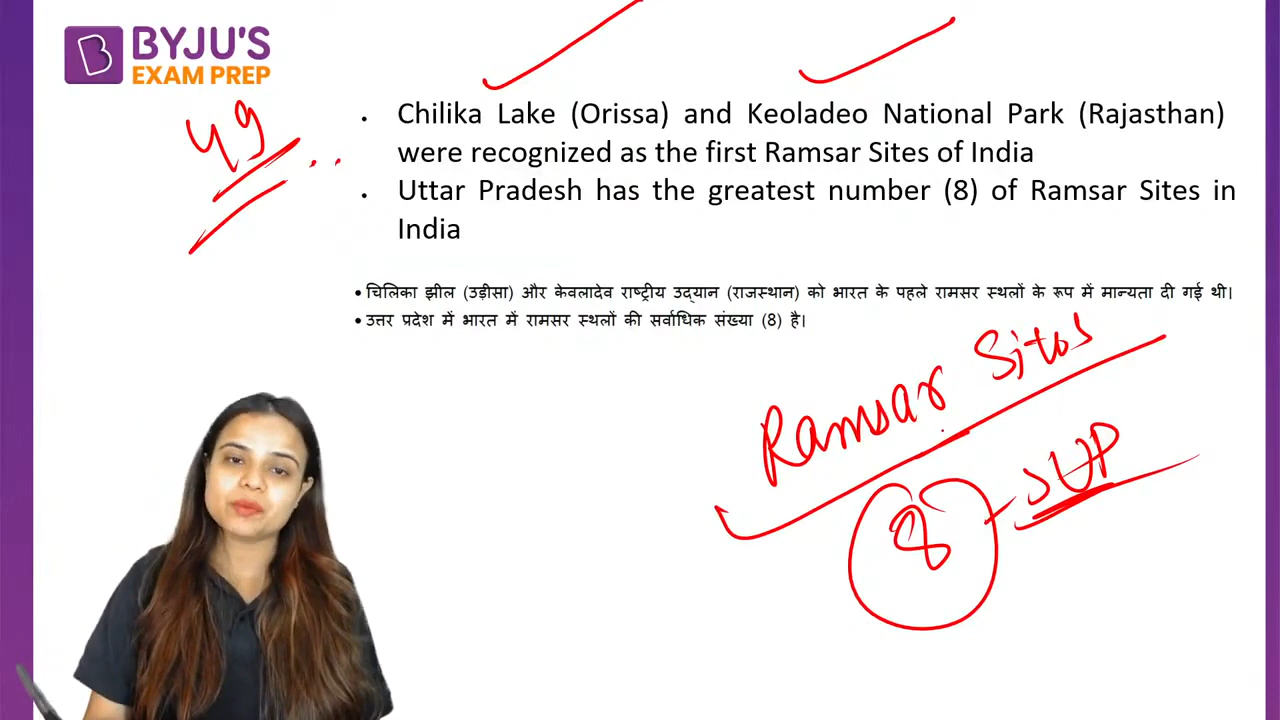 BYJU'S
EXAM PREP
49
• Chilika Lake (Orissa) and Keoladeo National Park (Rajasthan)
were recognized as the first Ramsar Sites of India
• Uttar Pradesh has the greatest number (8) of Ramsar Sites in
India
• चिलिका झील (उड़ीसा) और केवलादेव राष्ट्रीय उद्यान (राजस्थान) को भारत के पहले रामसर स्थलों के रूप में मान्यता दी गई थी।
• उत्तर प्रदेश में भारत में रामसर स्थलों की सर्वाधिक संख्या (8) है।
Ramsar Sites
8 - UP